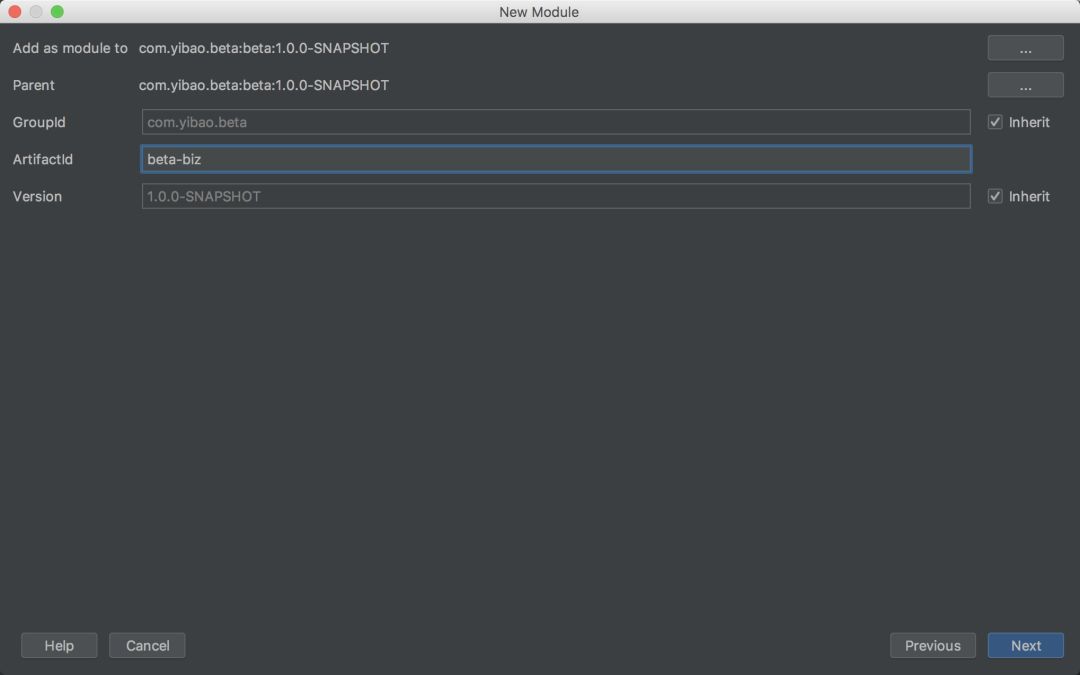 New Module
Add as module to com.yibao.beta:beta:1.0.0-SNAPSHOT ...
Parent com.yibao.beta:beta:1.0.0-SNAPSHOT ...
GroupId com.yibao.beta Inherit
ArtifactId beta-biz
Version 1.0.0-SNAPSHOT Inherit
Help Cancel Previous Next